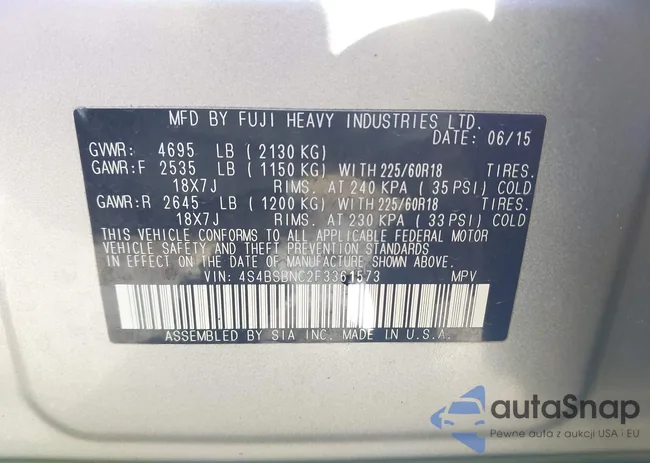 MFD BY FUJI HEAVY INDUSTRIES LTD.
DATE: 06/15
GVWR: 4695 LB (2130 KG)
GAWR:F 2535 LB (1150 KG) WITH 225/60R18 TIRES.
18X7J RIMS. AT 240 KPA (35 PSI) COLD
GAWR:R 2645 LB (1200 KG) WITH 225/60R18 TIRES.
18X7J RIMS. AT 230 KPA (33 PSI) COLD
THIS VEHICLE CONFORMS TO ALL APPLICABLE FEDERAL MOTOR
VEHICLE SAFETY AND THEFT PREVENTION STANDARDS
IN EFFECT ON THE DATE OF MANUFACTURE SHOWN ABOVE.
VIN: 4S4BSBNC2F3361573 MPV
ASSEMBLED BY SIA INC. MADE IN U.S.A.
autoSnap
Pewne auta z aukcji USA i EU